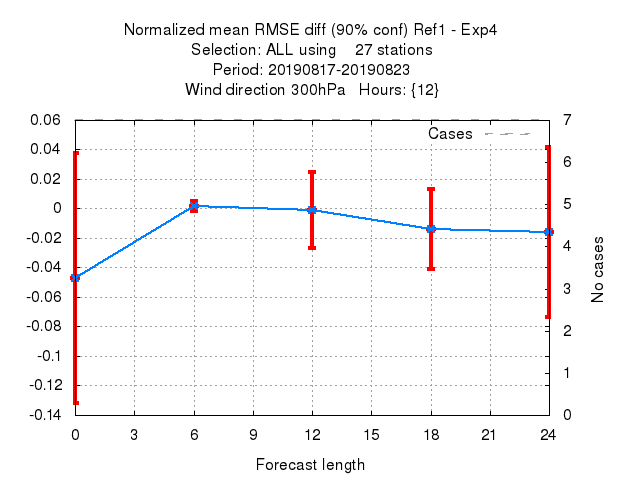 Normalized mean RMSE diff (90% conf) Ref1 - Exp4
Selection: ALL using 27 stations
Period: 20190817-20190823
Wind direction 300hPa Hours: {12}
Cases
0.06
0.04
0.02
0
-0.02
-0.04
-0.06
-0.08
-0.1
-0.12
-0.14
7
6
5
4
3
2
1
0
No cases
0 3 6 9 12 15 18 21 24
Forecast length